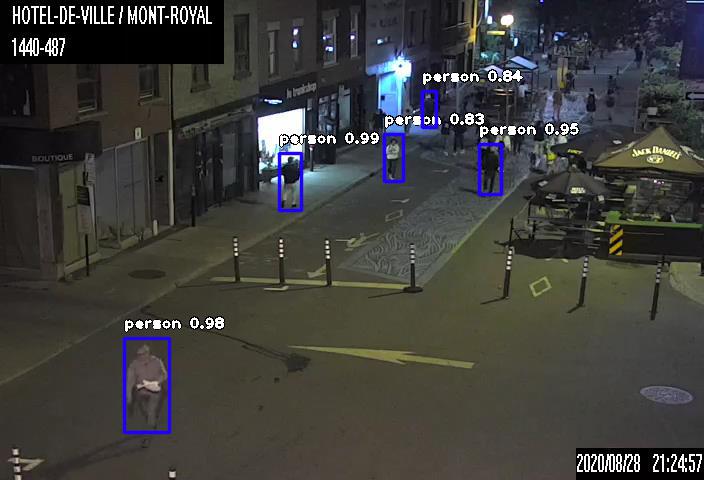 HOTEL-DE-VILLE / MONT-ROYAL
1440-487
person 0.84
person 0.83
person 0.95
person 0.99
JACK DANIEL'S
BOUTIQUE
person 0.98
2020/08/28 21:24:57